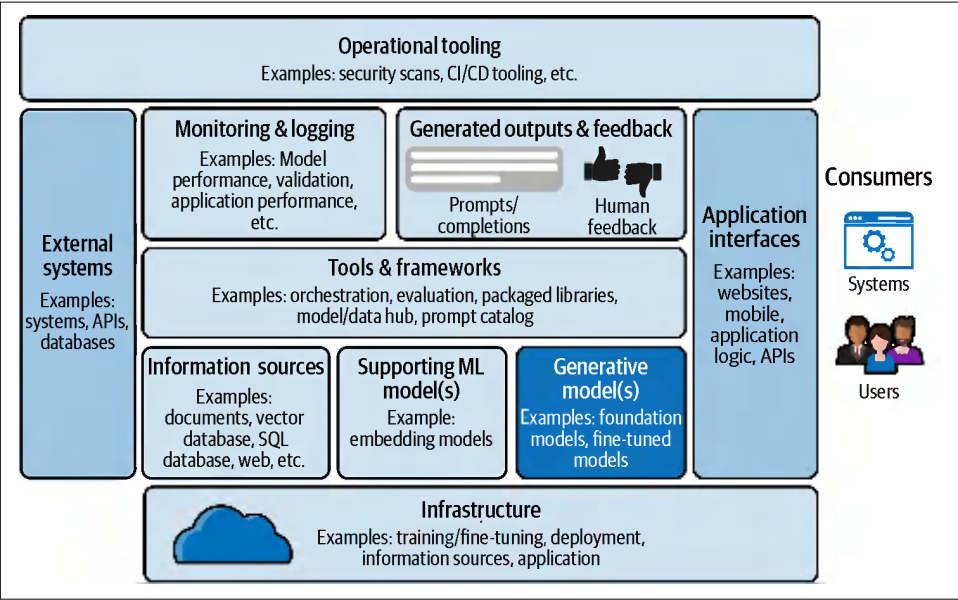 Operational tooling
Examples: security scans, CI/CD tooling, etc.
External
systems
Examples:
systems, APIs,
databases
Monitoring & logging
Examples: Model
performance, validation,
application performance,
etc.
Generated outputs & feedback
Prompts/
completions
Human
feedback
Tools & frameworks
Examples: orchestration, evaluation, packaged libraries,
model/data hub, prompt catalog
Information sources
Examples:
documents, vector
database, SQL
database, web, etc.
Supporting ML
model(s)
Example:
embedding models
Generative
model(s)
Examples: foundation
models, fine-tuned
models
Application
interfaces
Examples:
websites,
mobile,
application
logic, APIs
Consumers
Systems
Users
Infrastructure
Examples: training/fine-tuning, deployment,
information sources, application